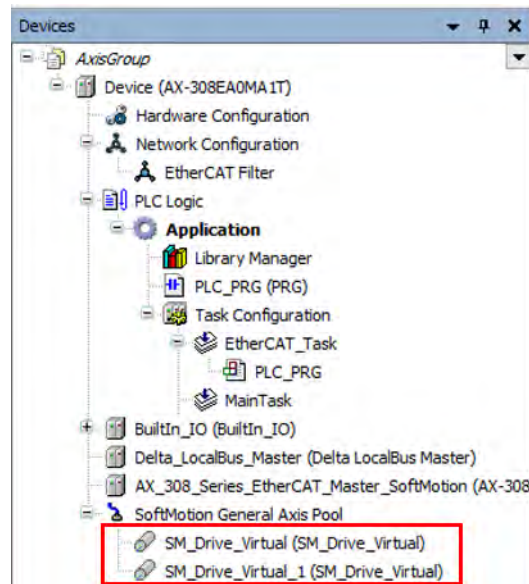 Devices
AxisGroup
Device (AX-308EA0MA1T)
Hardware Configuration
Network Configuration
EtherCAT Filter
PLC Logic
Application
Library Manager
PLC_PRG (PRG)
Task Configuration
EtherCAT_Task
PLC_PRG
MainTask
BuiltIn_IO (BuiltIn_IO)
Delta_LocalBus_Master (Delta LocalBus Master)
AX_308_Series_EtherCAT_Master_SoftMotion (AX-308
SoftMotion General Axis Pool
SM_Drive_Virtual (SM_Drive_Virtual)
SM_Drive_Virtual_1 (SM_Drive_Virtual)